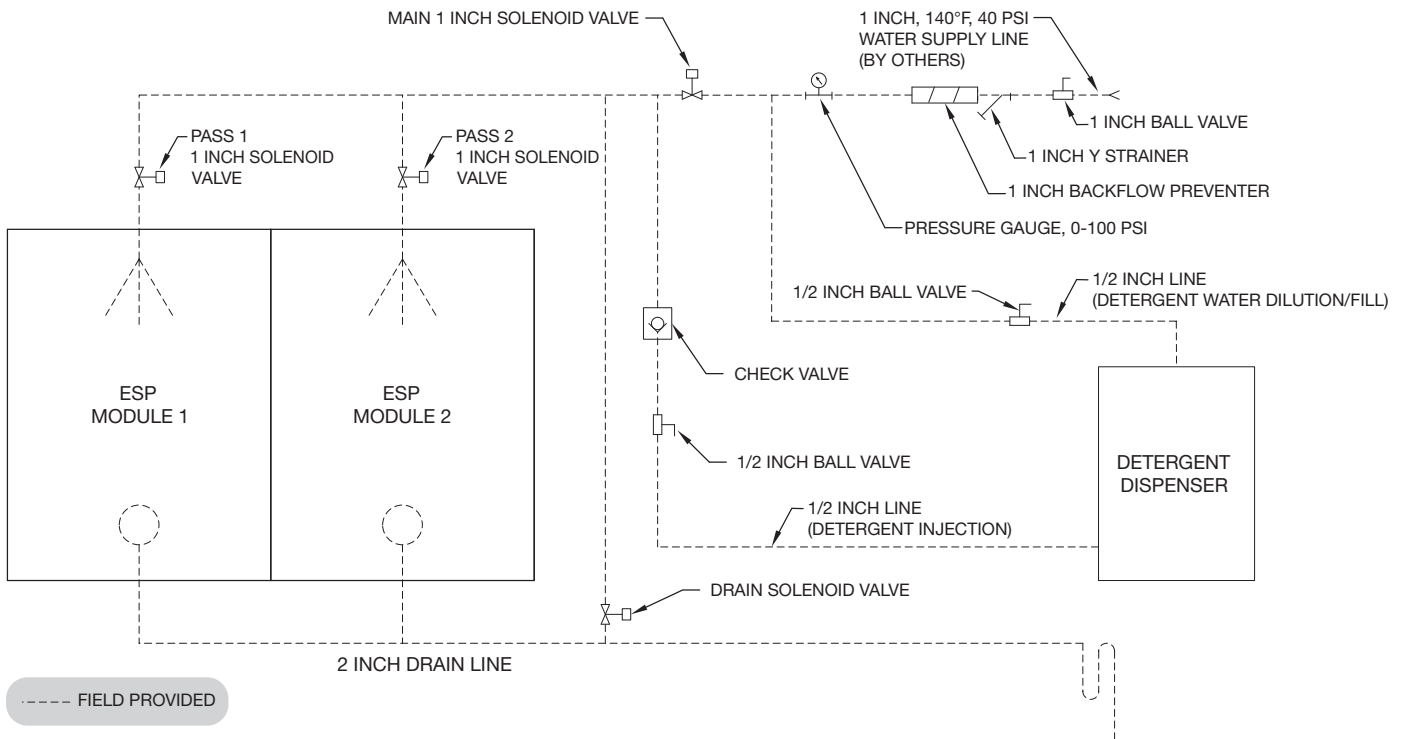 MAIN 1 INCH SOLENOID VALVE
1 INCH, 140°F, 40 PSI
WATER SUPPLY LINE
(BY OTHERS)
1 INCH BALL VALVE
PASS 1
1 INCH SOLENOID
VALVE
PASS 2
1 INCH SOLENOID
VALVE
1 INCH Y STRAINER
1 INCH BACKFLOW PREVENTER
PRESSURE GAUGE, 0-100 PSI
1/2 INCH BALL VALVE
1/2 INCH LINE
(DETERGENT WATER DILUTION/FILL)
CHECK VALVE
ESP
MODULE 1
ESP
MODULE 2
1/2 INCH BALL VALVE
DETERGENT
DISPENSER
1/2 INCH LINE
(DETERGENT INJECTION)
DRAIN SOLENOID VALVE
2 INCH DRAIN LINE
FIELD PROVIDED